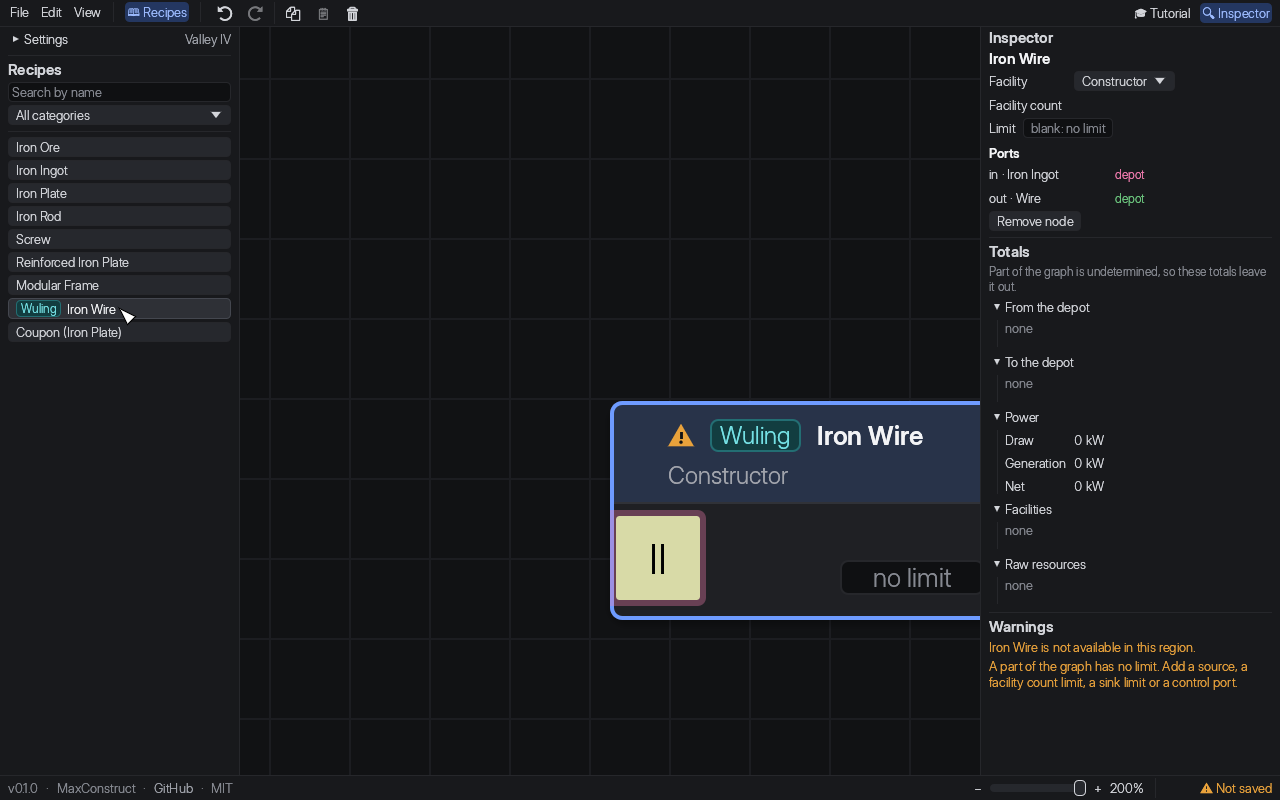 File Edit View Recipes Tutorial Inspector
Settings Valley IV
Recipes
Search by name
All categories
Iron Ore
Iron Ingot
Iron Plate
Iron Rod
Screw
Reinforced Iron Plate
Modular Frame
Wuling Iron Wire
Coupon (Iron Plate)
Wuling Iron Wire
Constructor
II
no limit
Inspector
Iron Wire
Facility Constructor
Facility count
Limit blank: no limit
Ports
in · Iron Ingot depot
out · Wire depot
Remove node
Totals
Part of the graph is undetermined, so these totals leave
it out.
From the depot
none
To the depot
none
Power
Draw 0 kW
Generation 0 kW
Net 0 kW
Facilities
none
Raw resources
none
Warnings
Iron Wire is not available in this region.
A part of the graph has no limit. Add a source, a
facility count limit, a sink limit or a control port.
v0.1.0 · MaxConstruct · GitHub · MIT
− + 200% Not saved